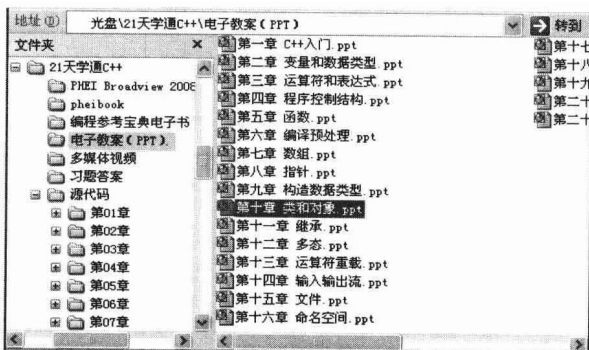 地址(D) 光盘\21天学通C++\电子教案(PPT) 转到
文件夹 ×
21天学通C++
PHEI Broadview 2008
pheibook
编程参考宝典电子书
电子教案(PPT)
多媒体视频
习题答案
源代码
第01章
第02章
第03章
第04章
第05章
第06章
第07章
第一章 C++入门.ppt
第二章 变量和数据类型.ppt
第三章 运算符和表达式.ppt
第四章 程序控制结构.ppt
第五章 函数.ppt
第六章 编译预处理.ppt
第七章 数组.ppt
第八章 指针.ppt
第九章 构造数据类型.ppt
第十章 类和对象.ppt
第十一章 继承.ppt
第十二章 多态.ppt
第十三章 运算符重载.ppt
第十四章 输入输出流.ppt
第十五章 文件.ppt
第十六章 命名空间.ppt
第十七
第十八
第十九
第二十
第二十